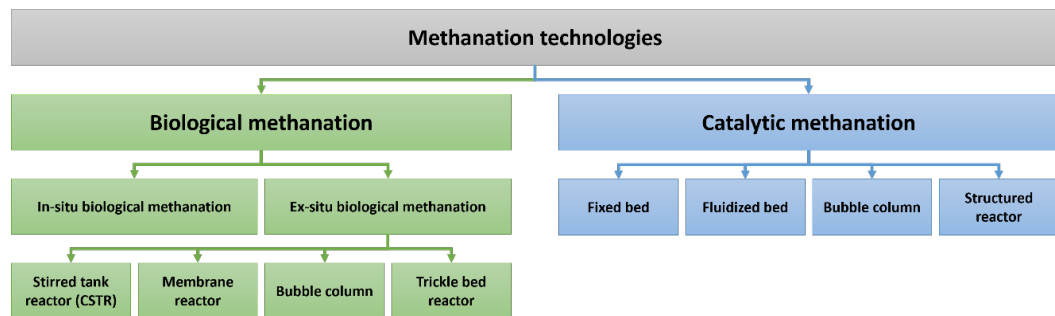 Methanation technologies
Biological methanation
Catalytic methanation
In-situ biological methanation
Ex-situ biological methanation
Fixed bed
Fluidized bed
Bubble column
Structured
reactor
Stirred tank
reactor (CSTR)
Membrane
reactor
Bubble column
Trickle bed
reactor